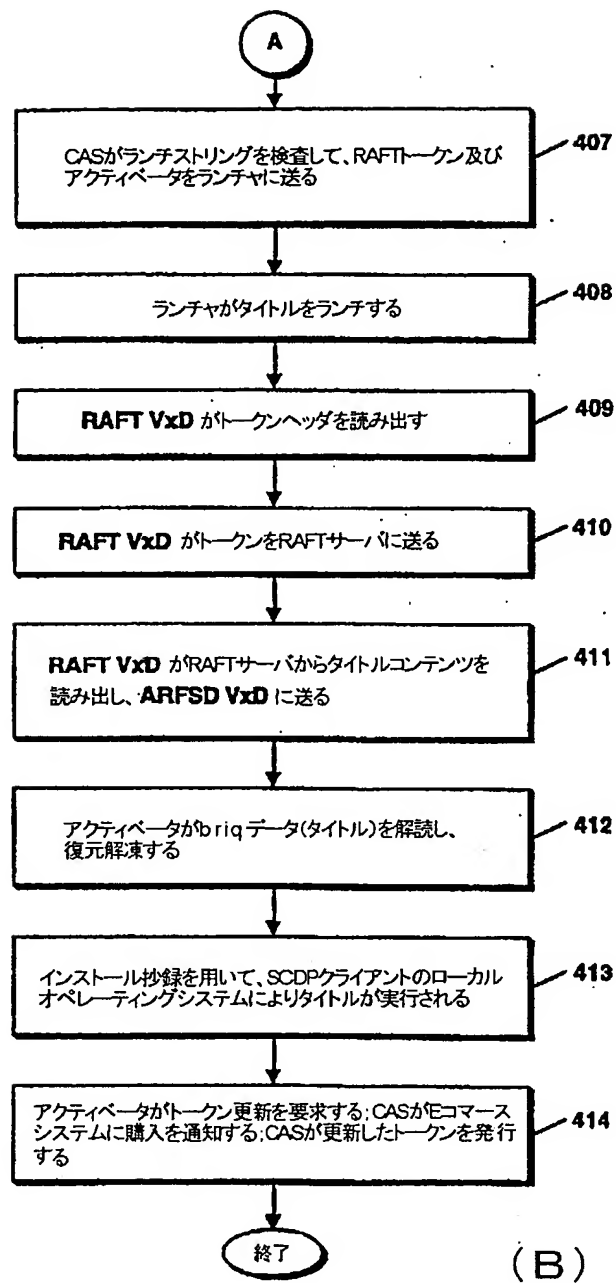 A
CASがランチストリングを検査して、RAFTトークン及び
アクティベータをランチャに送る
407
ランチャがタイトルをランチする
408
RAFT VxD がトークンヘッダを読み出す
409
RAFT VxD がトークンをRAFTサーバに送る
410
RAFT VxD がRAFTサーバからタイトルコンテンツを
読み出し、ARFSD VxD に送る
411
アクティベータがbriqデータ(タイトル)を解読し、
復元解凍する
412
インストール抄録を用いて、SCDPクライアントのローカル
オペレーティングシステムによりタイトルが実行される
413
アクティベータがトークン更新を要求する;CASがEコマース
システムに購入を通知する;CASが更新したトークンを発行
する
414
終了
(B)